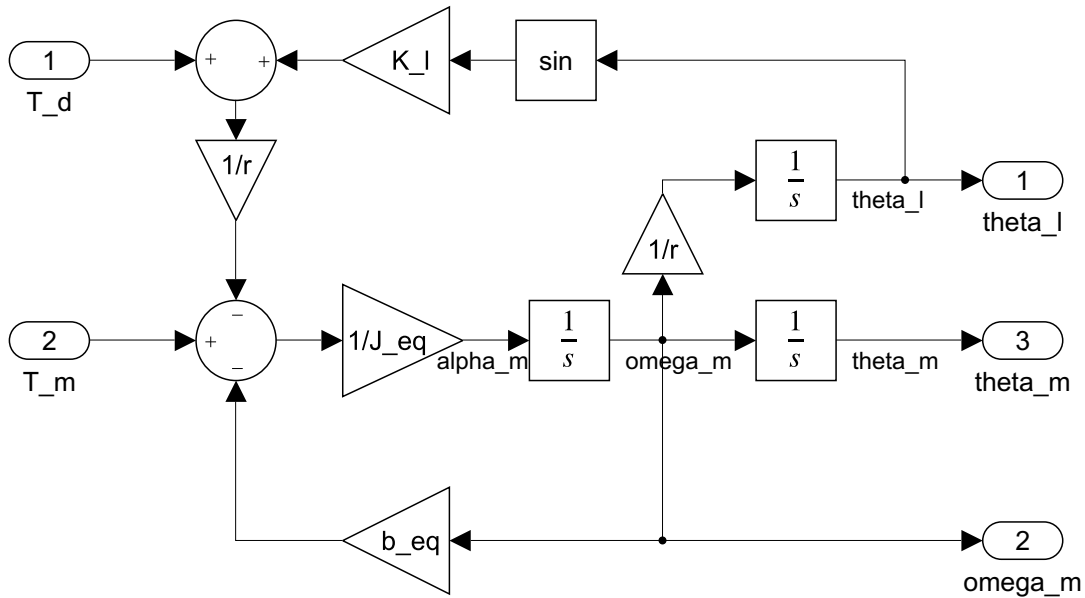 1
T_d
+
+
K_l
sin
1/r
1
s
theta_l
1
theta_l
1/r
2
T_m
−
+
−
1/J_eq
alpha_m
1
s
omega_m
1
s
theta_m
3
theta_m
b_eq
2
omega_m